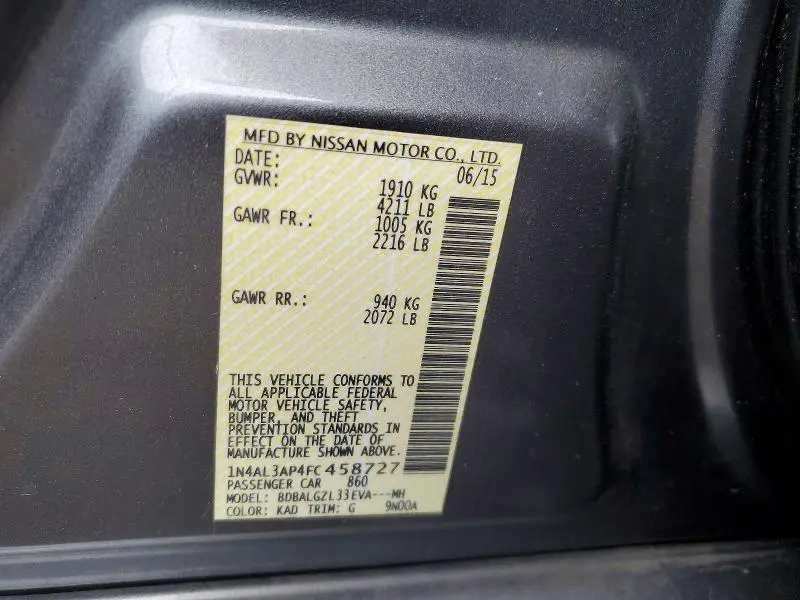 MFD BY NISSAN MOTOR CO., LTD.
DATE: 06/15
GVWR: 1910 KG
4211 LB
GAWR FR.: 1005 KG
2216 LB
GAWR RR.: 940 KG
2072 LB
THIS VEHICLE CONFORMS TO
ALL APPLICABLE FEDERAL
MOTOR VEHICLE SAFETY,
BUMPER, AND THEFT
PREVENTION STANDARDS IN
EFFECT ON THE DATE OF
MANUFACTURE SHOWN ABOVE.
1N4AL3AP4FC458727
PASSENGER CAR 860
MODEL: BDBALGZL33EVA---MH
COLOR: KAD TRIM: G 9N00A